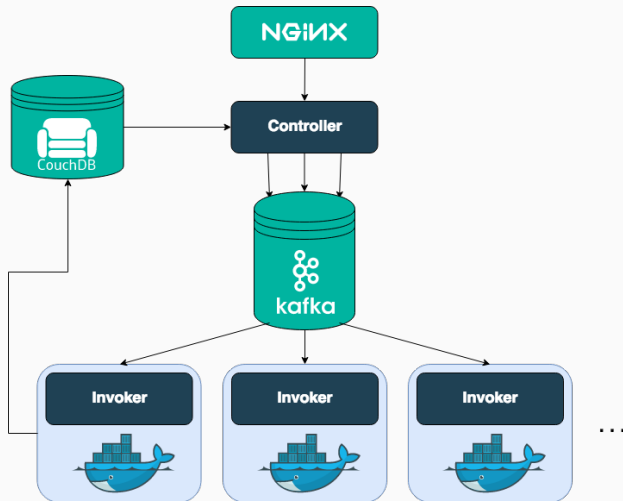 NGINX
Controller
CouchDB
kafka
Invoker
Invoker
Invoker
...